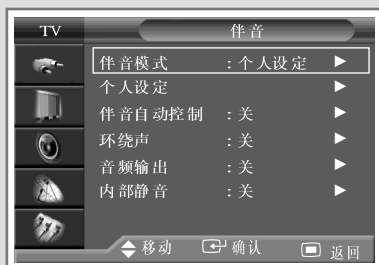 TV 伴音
伴音模式 : 个人设定
个人设定
伴音自动控制 : 关
环绕声 : 关
音频输出 : 关
内部静音 : 关
移动 确认 返回